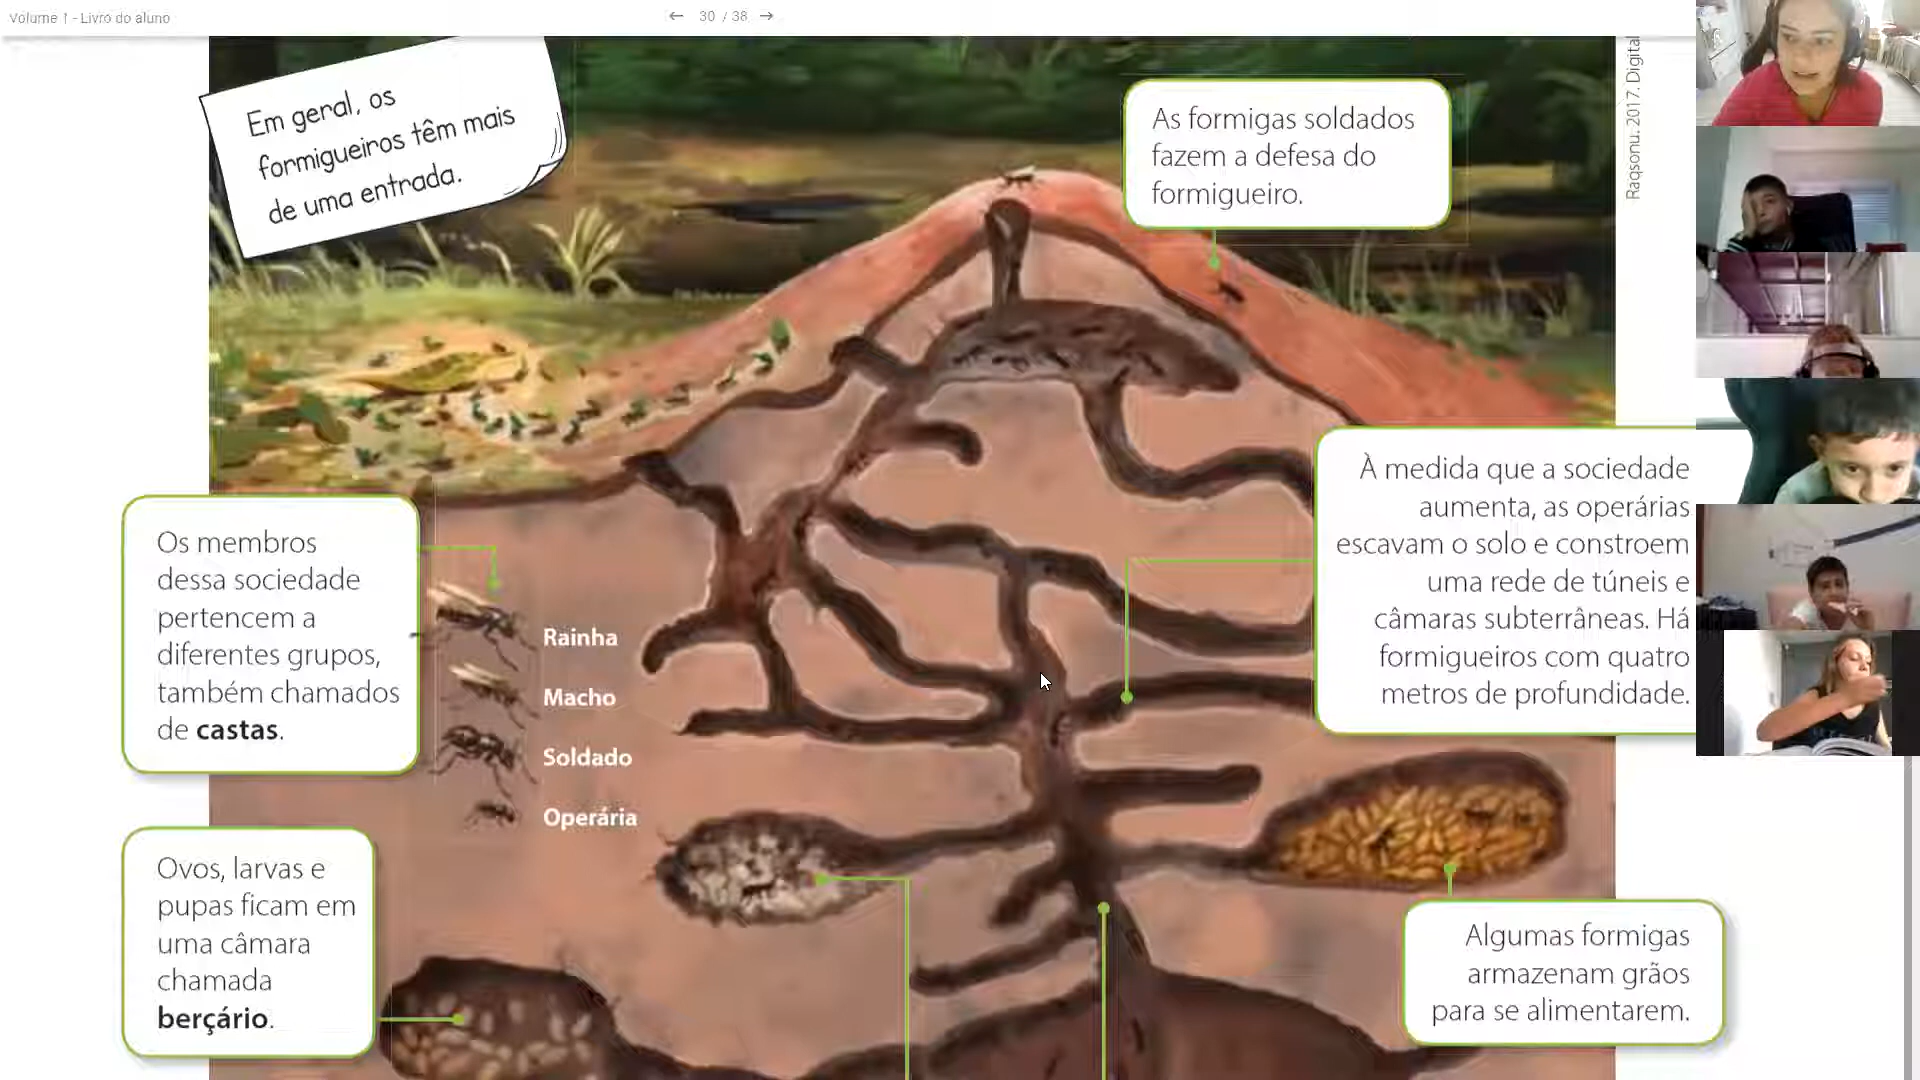 Volume 1 - Livro do aluno
← 30 / 38 →
Em geral, os
formigueiros têm mais
de uma entrada.
As formigas soldados
fazem a defesa do
formigueiro.
Raqsonu. 2017. Digital
À medida que a sociedade
aumenta, as operárias
escavam o solo e constroem
uma rede de túneis e
câmaras subterrâneas. Há
formigueiros com quatro
metros de profundidade.
Os membros
dessa sociedade
pertencem a
diferentes grupos,
também chamados
de castas.
Rainha
Macho
Soldado
Operária
Ovos, larvas e
pupas ficam em
uma câmara
chamada
berçário.
Algumas formigas
armazenam grãos
para se alimentarem.